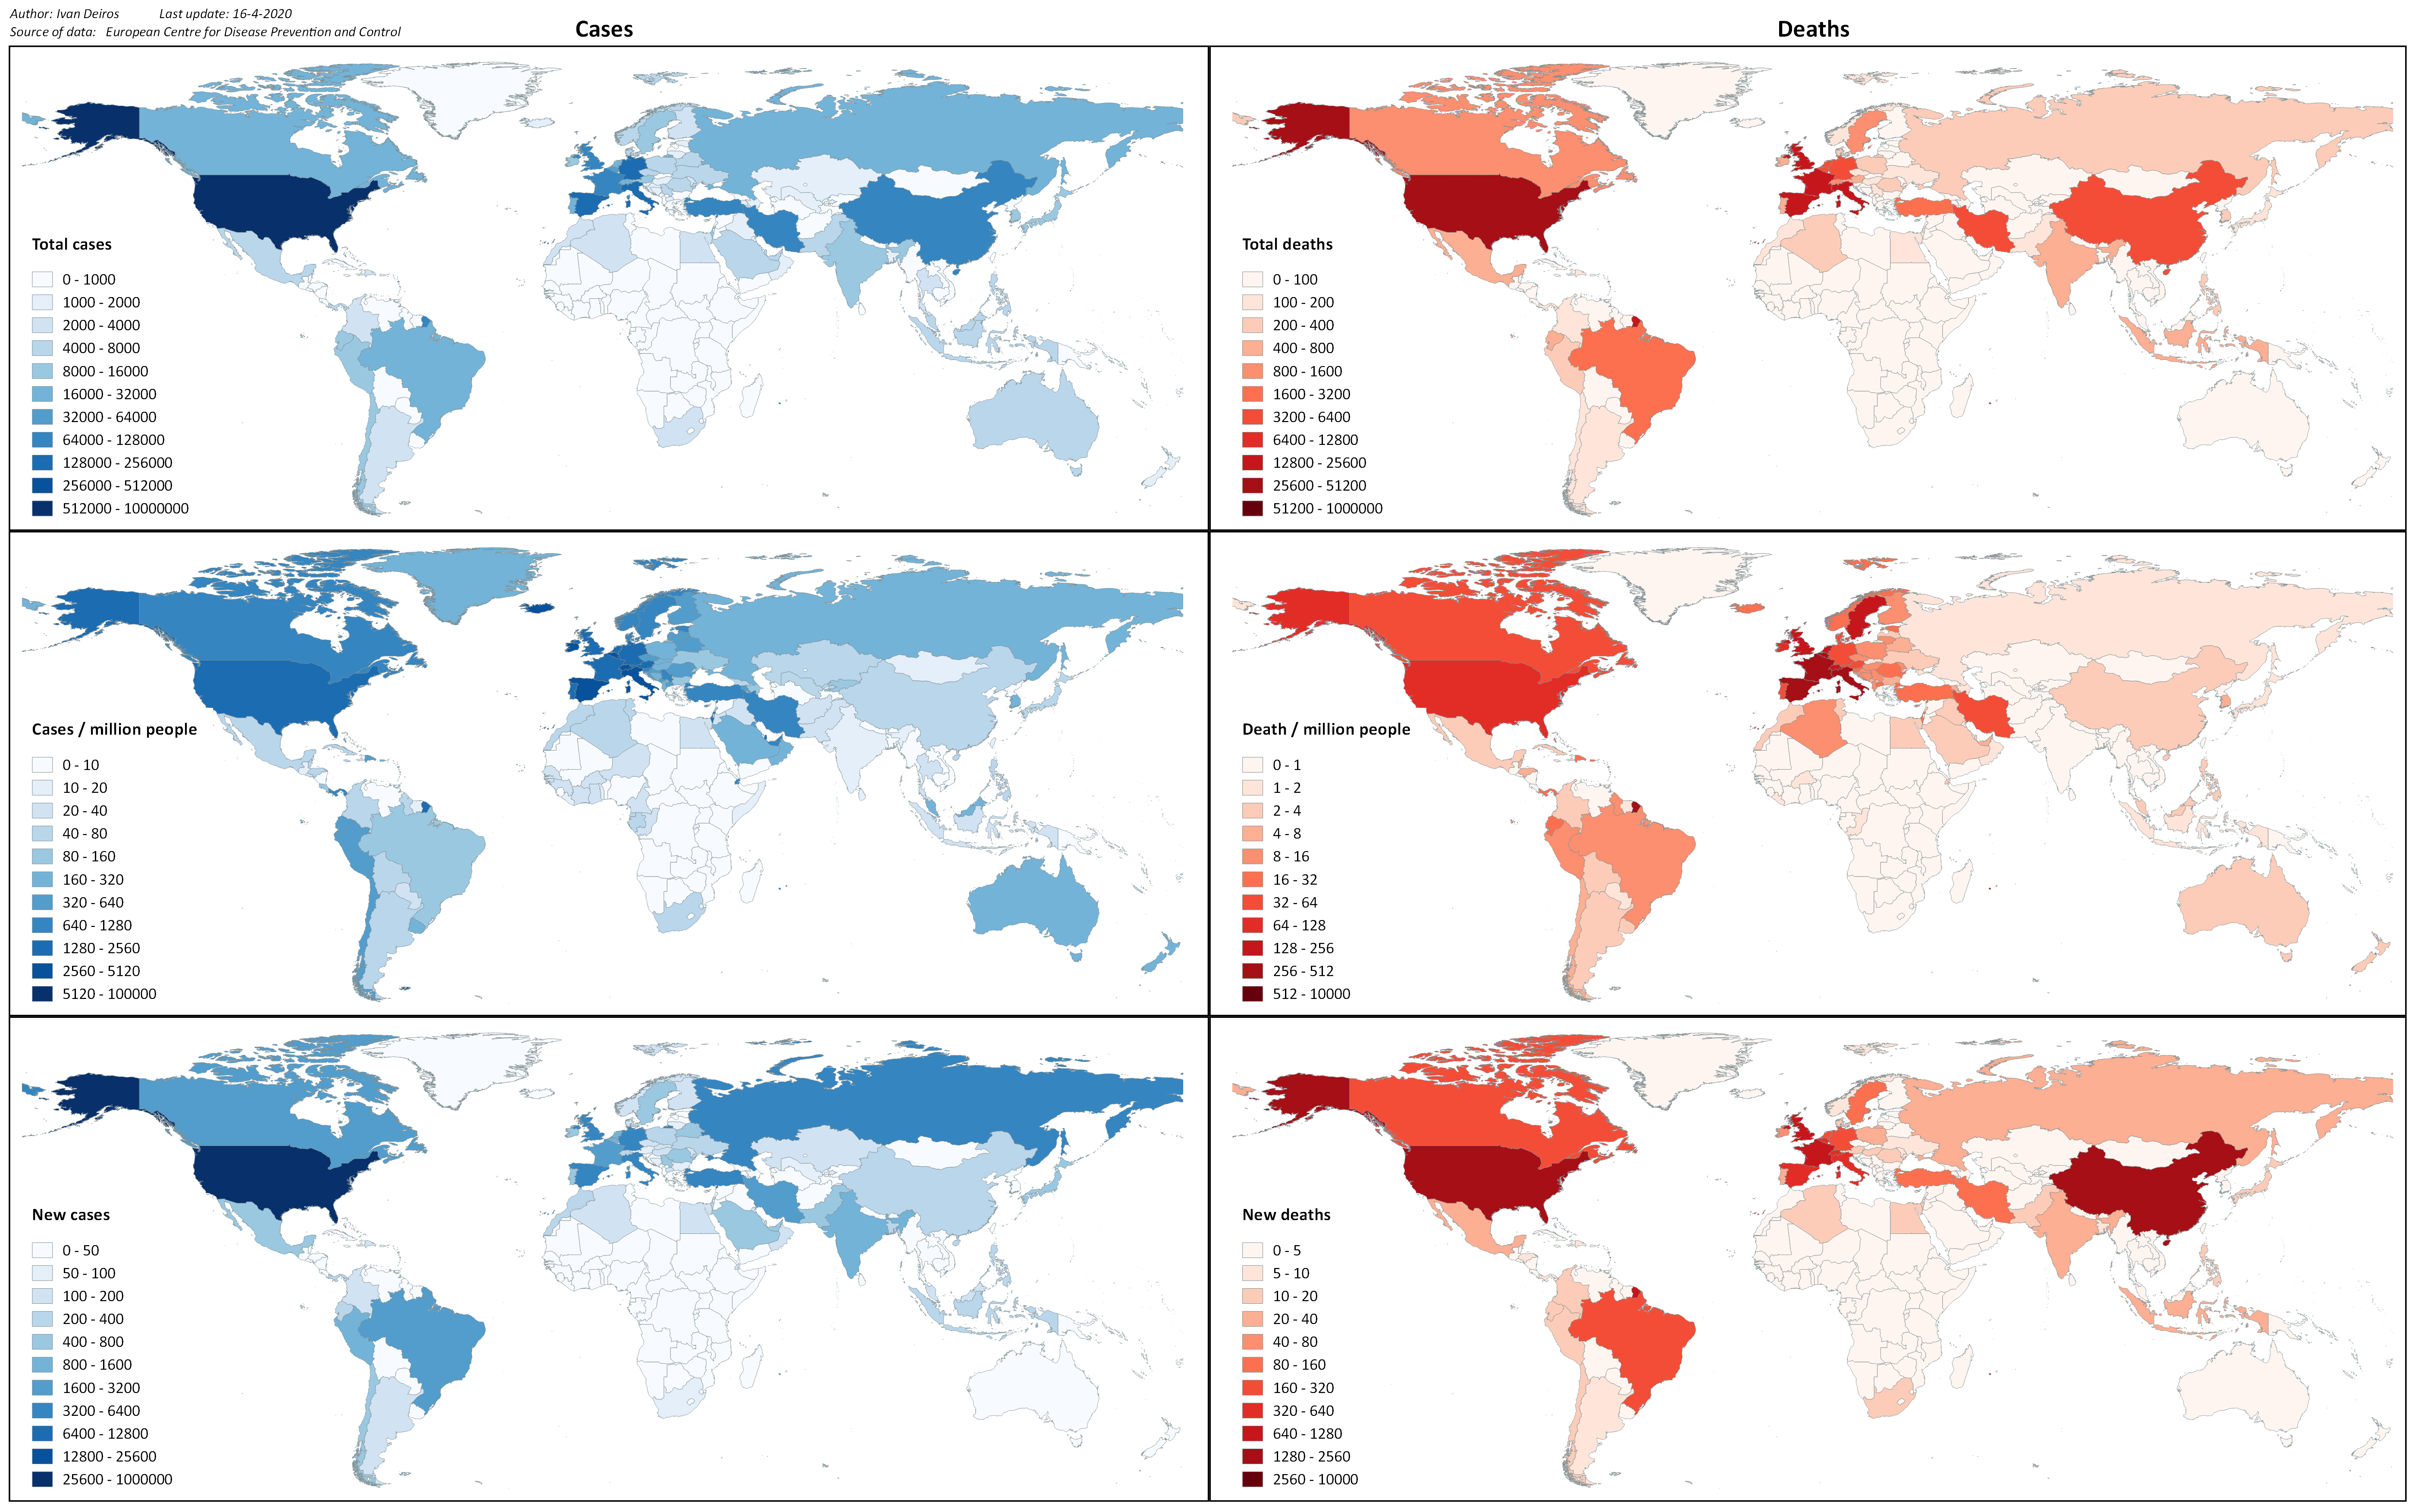 Author: Ivan Deiros Last update: 16-4-2020
Source of data: European Centre for Disease Prevention and Control
Cases
Deaths
Total cases
0 - 1000
1000 - 2000
2000 - 4000
4000 - 8000
8000 - 16000
16000 - 32000
32000 - 64000
64000 - 128000
128000 - 256000
256000 - 512000
512000 - 10000000
Total deaths
0 - 100
100 - 200
200 - 400
400 - 800
800 - 1600
1600 - 3200
3200 - 6400
6400 - 12800
12800 - 25600
25600 - 51200
51200 - 1000000
Cases / million people
0 - 10
10 - 20
20 - 40
40 - 80
80 - 160
160 - 320
320 - 640
640 - 1280
1280 - 2560
2560 - 5120
5120 - 100000
Death / million people
0 - 1
1 - 2
2 - 4
4 - 8
8 - 16
16 - 32
32 - 64
64 - 128
128 - 256
256 - 512
512 - 10000
New cases
0 - 50
50 - 100
100 - 200
200 - 400
400 - 800
800 - 1600
1600 - 3200
3200 - 6400
6400 - 12800
12800 - 25600
25600 - 1000000
New deaths
0 - 5
5 - 10
10 - 20
20 - 40
40 - 80
80 - 160
160 - 320
320 - 640
640 - 1280
1280 - 2560
2560 - 10000